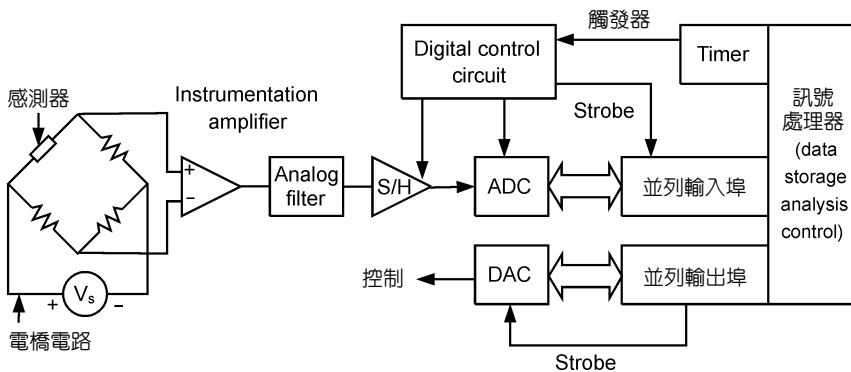 觸發器
Digital control
circuit
Timer
感測器
Instrumentation
amplifier
Strobe
訊號
處理器
(data
storage
analysis
control)
+
−
Analog
filter
S/H
ADC
並列輸入埠
控制
DAC
並列輸出埠
+
Vs
−
電橋電路
Strobe